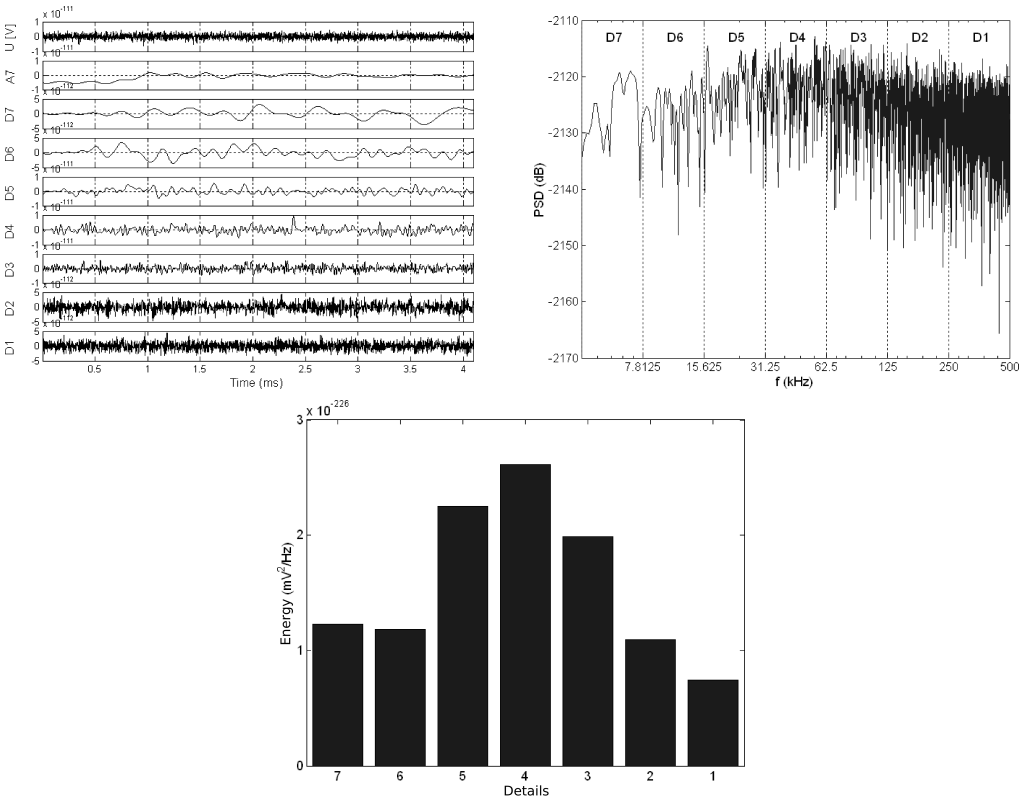 x 10^-111
U [V] 1 0 -1
x 10^-111
A7 1 0 -1
x 10^-112
D7 5 0 -5
x 10^-112
D6 5 0 -5
x 10^-111
D5 1 0 -1
x 10^-111
D4 1 0 -1
x 10^-111
D3 1 0 -1
x 10^-112
D2 5 0 -5
x 10^-112
D1 5 0 -5
0.5 1 1.5 2 2.5 3 3.5 4
Time (ms)
D7 D6 D5 D4 D3 D2 D1
-2110
-2120
-2130
-2140
-2150
-2160
-2170
PSD (dB)
7.8125 15.625 31.25 62.5 125 250 500
f (kHz)
x 10^-226
3
2
1
0
Energy (mV^2/Hz)
7 6 5 4 3 2 1
Details